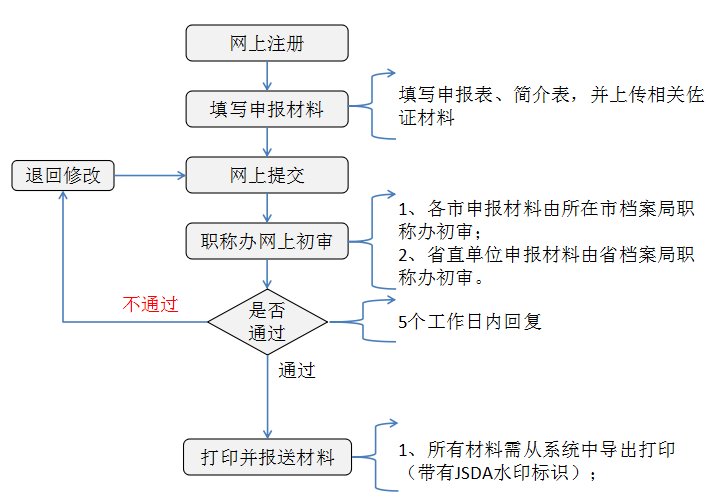 网上注册
填写申报材料
填写申报表、简介表，并上传相关佐
证材料
退回修改
网上提交
职称办网上初审
1、各市申报材料由所在市档案局职
称办初审；
2、省直单位申报材料由省档案局职
称办初审。
不通过
是否
通过
5个工作日内回复
通过
打印并报送材料
1、所有材料需从系统中导出打印
（带有JSDA水印标识）；